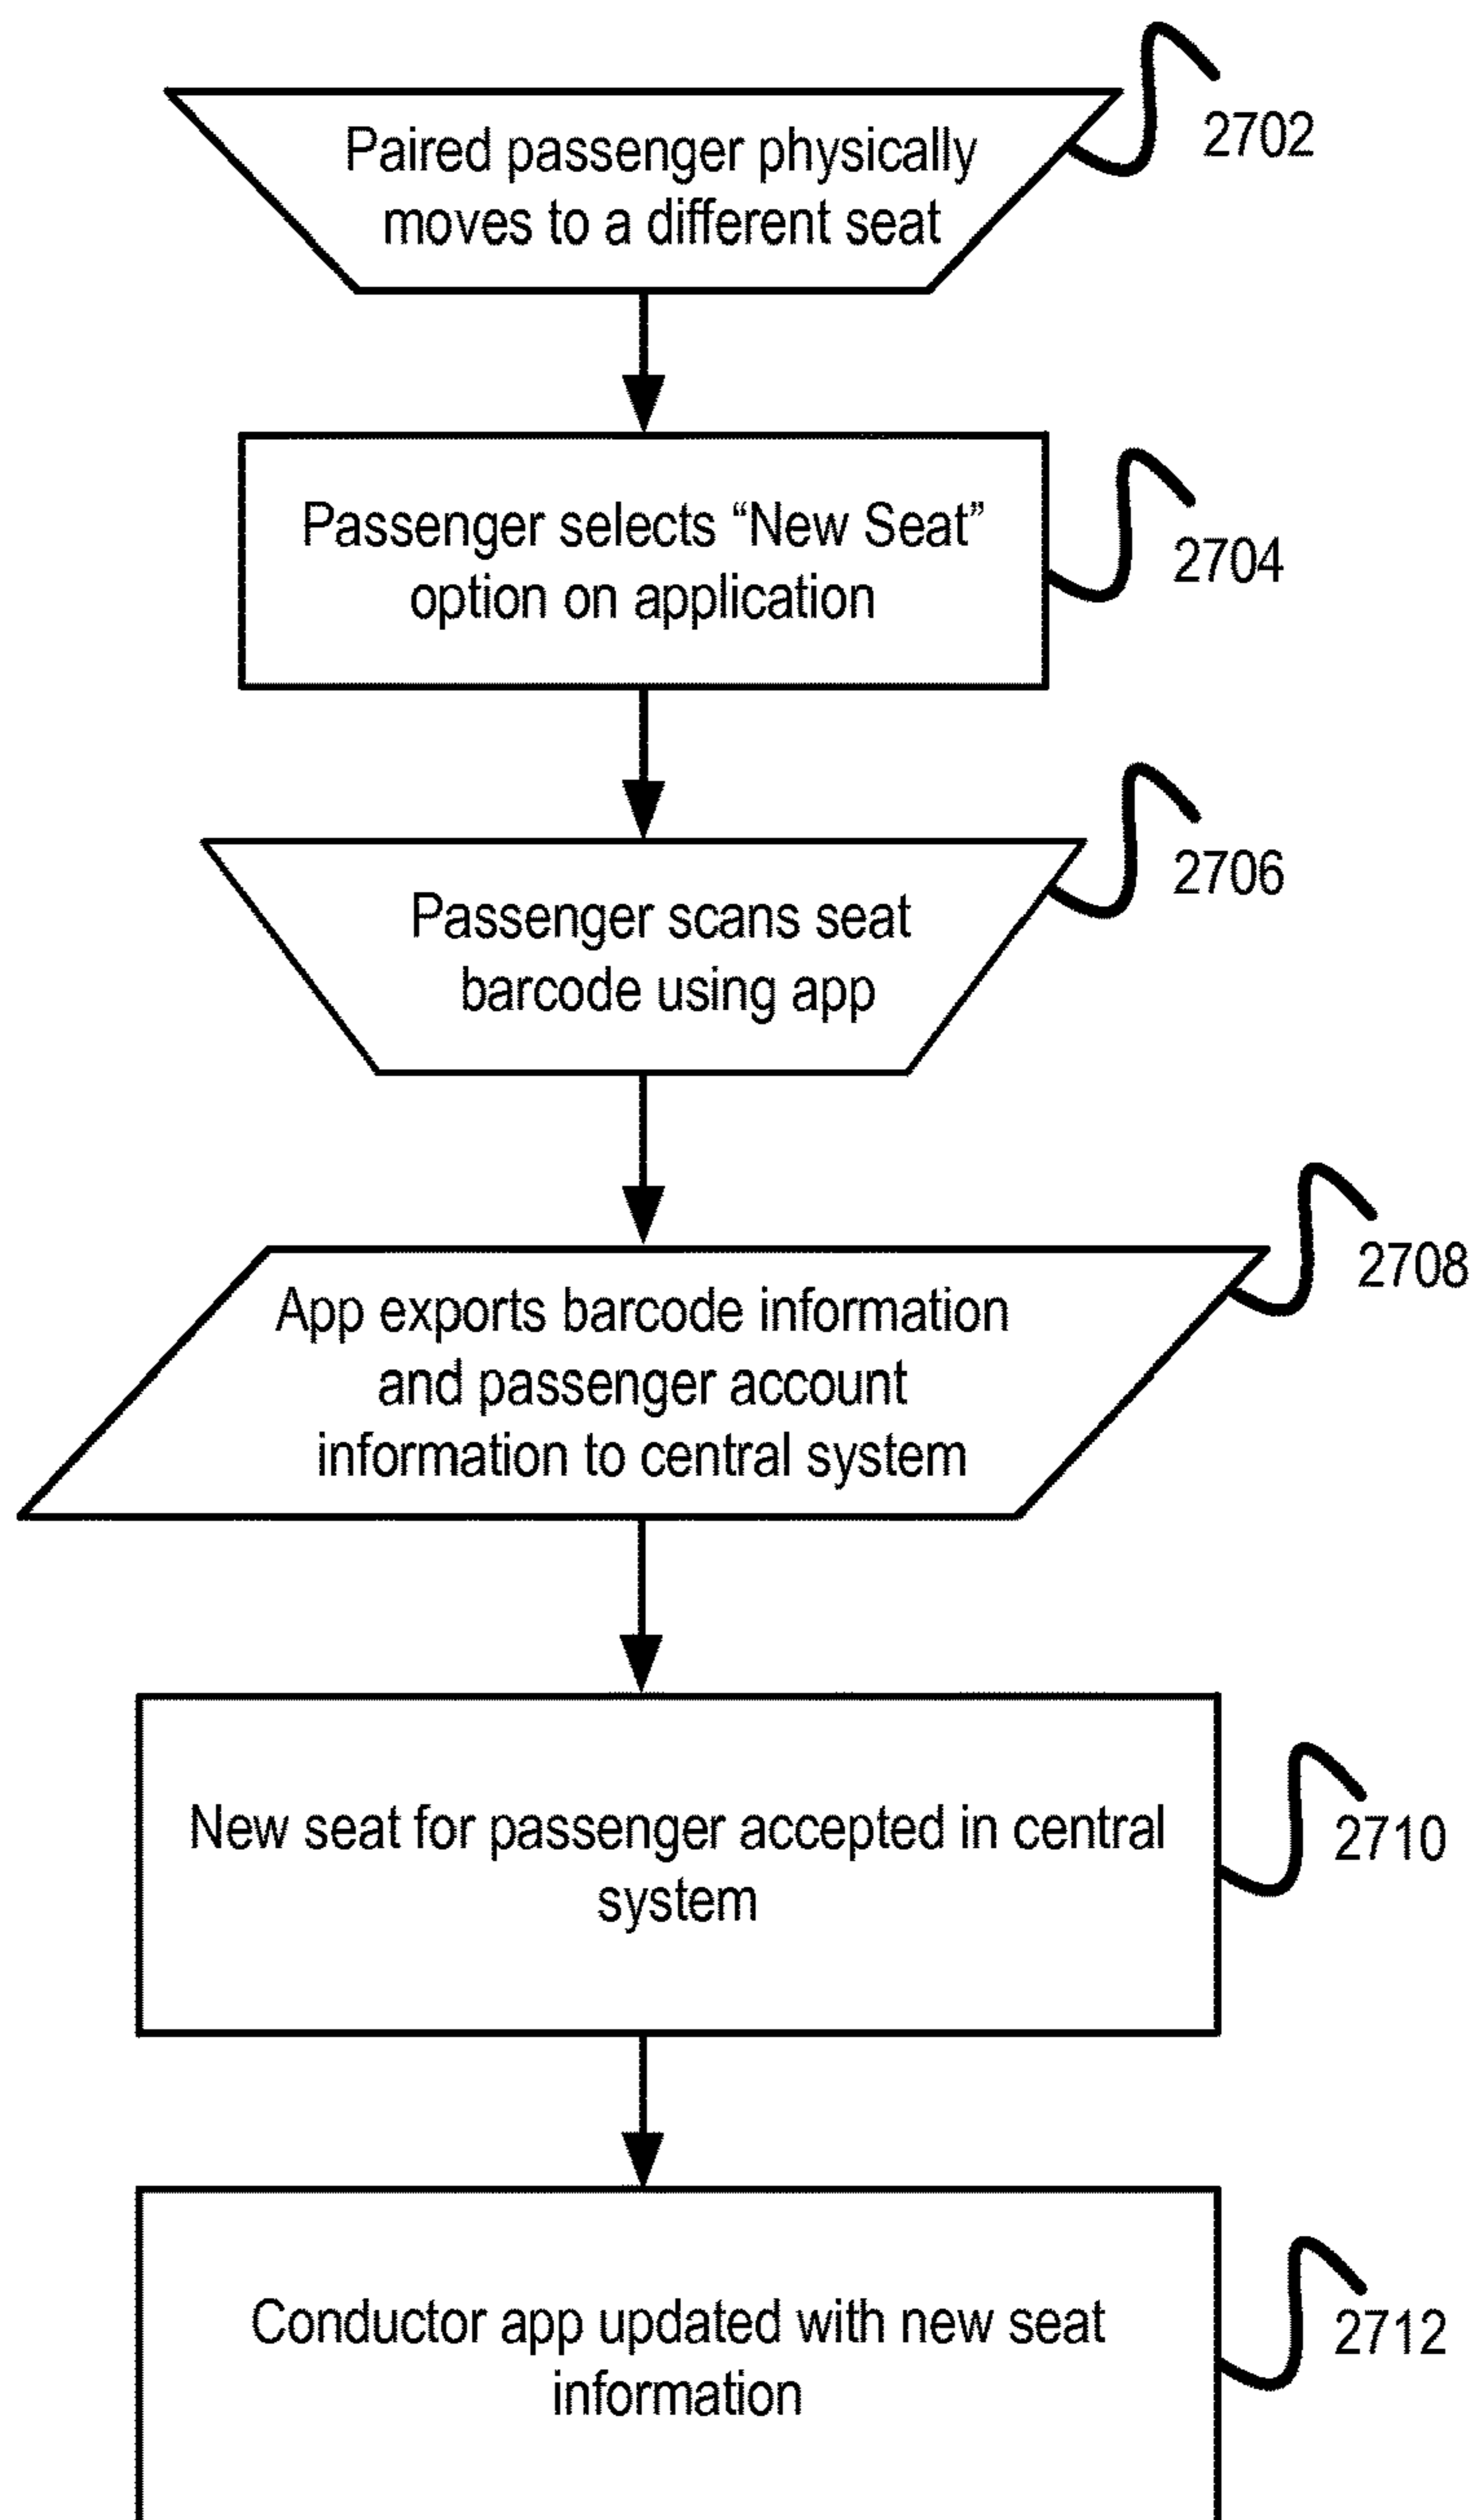 Paired passenger physically
moves to a different seat
2702
Passenger selects “New Seat”
option on application
2704
Passenger scans seat
barcode using app
2706
App exports barcode information
and passenger account
information to central system
2708
New seat for passenger accepted in central
system
2710
Conductor app updated with new seat
information
2712